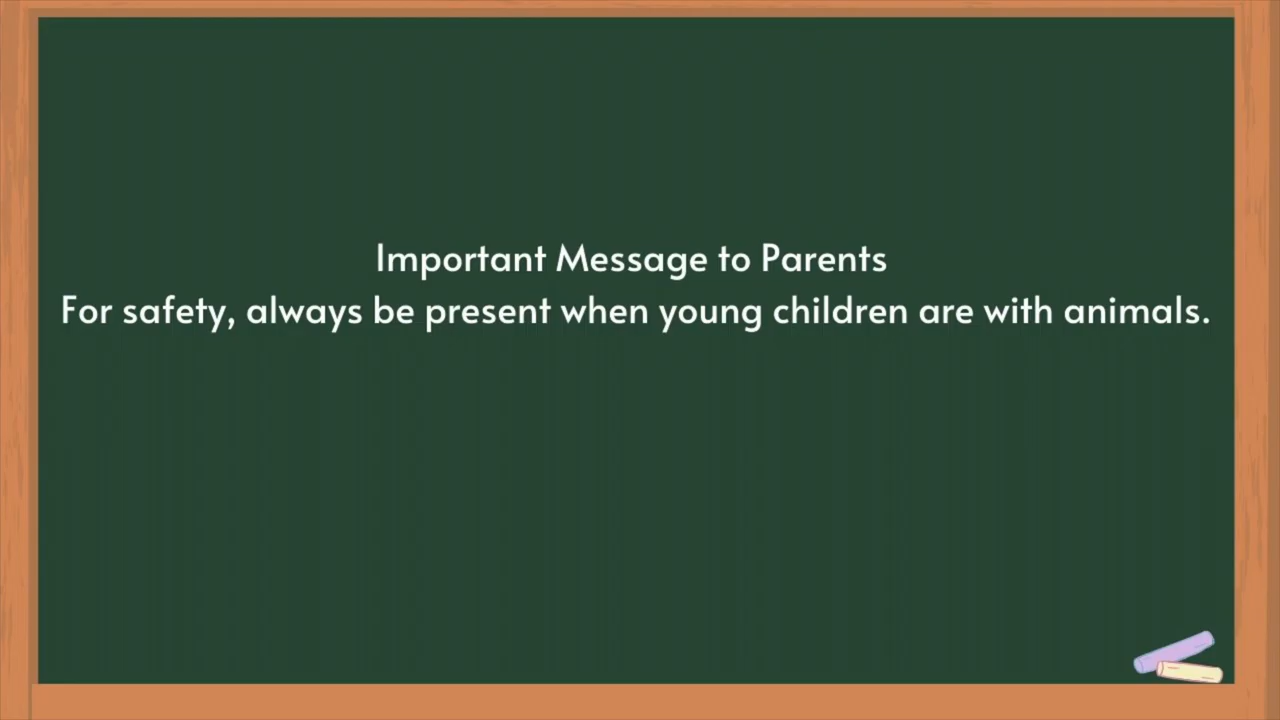 Important Message to Parents
For safety, always be present when young children are with animals.